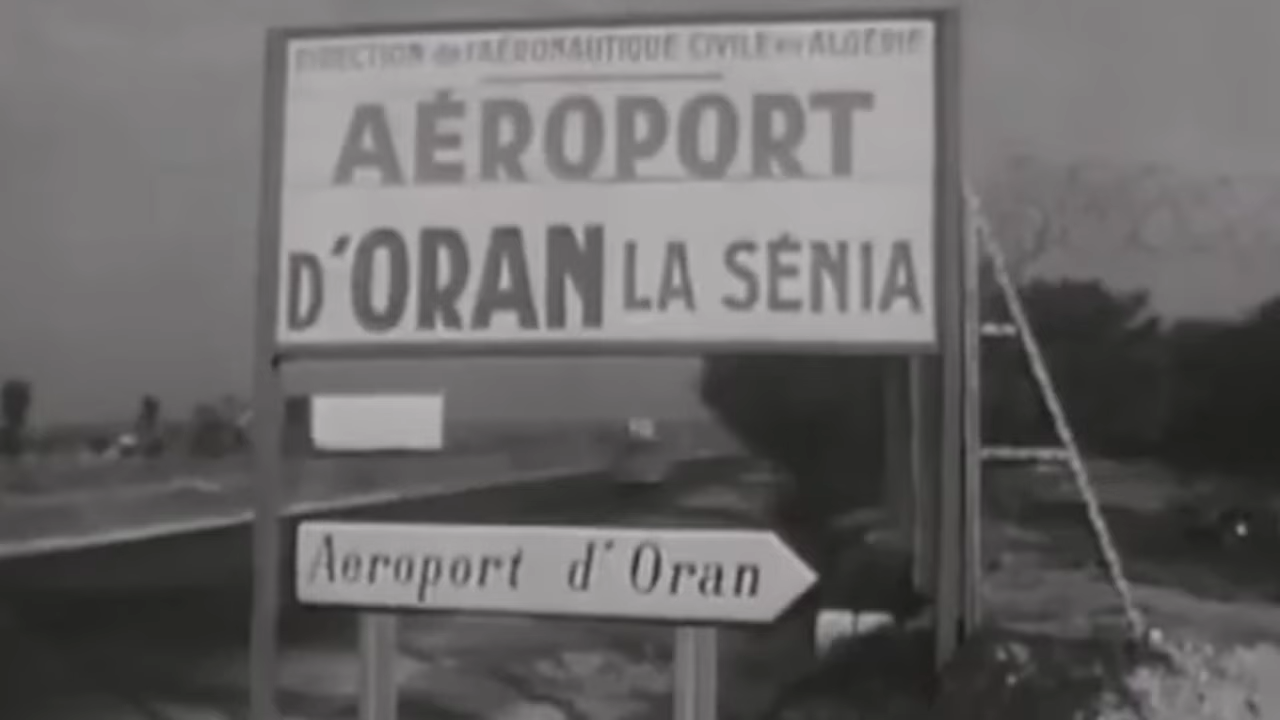 DIRECTION de l'AÉRONAUTIQUE CIVILE en ALGÉRIE
AÉROPORT
D'ORAN LA SÉNIA
Aeroport d'Oran